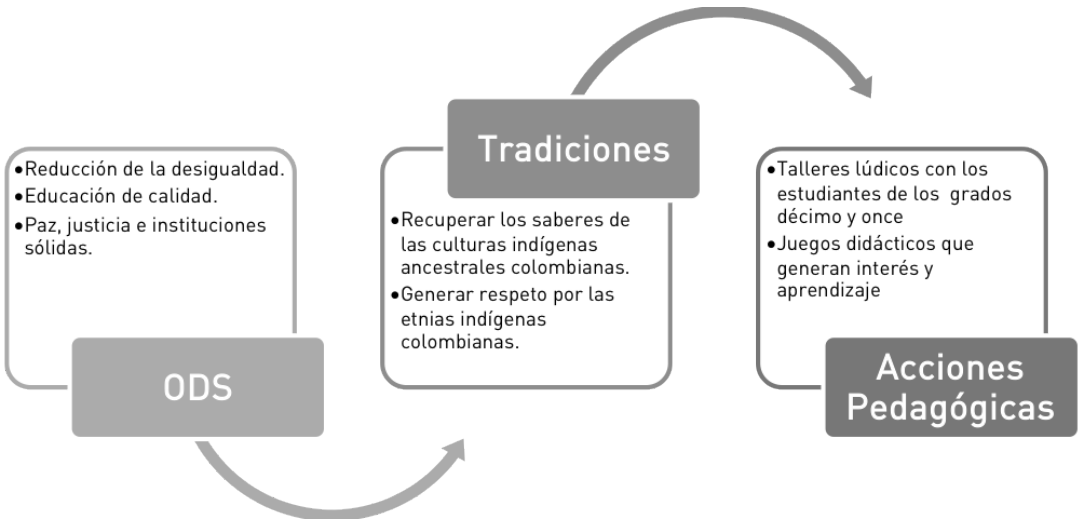 •Reducción de la desigualdad.
•Educación de calidad.
•Paz, justicia e instituciones
sólidas.
ODS
Tradiciones
•Recuperar los saberes de
las culturas indígenas
ancestrales colombianas.
•Generar respeto por las
etnias indígenas
colombianas.
•Talleres lúdicos con los
estudiantes de los grados
décimo y once
•Juegos didácticos que
generan interés y
aprendizaje
Acciones
Pedagógicas